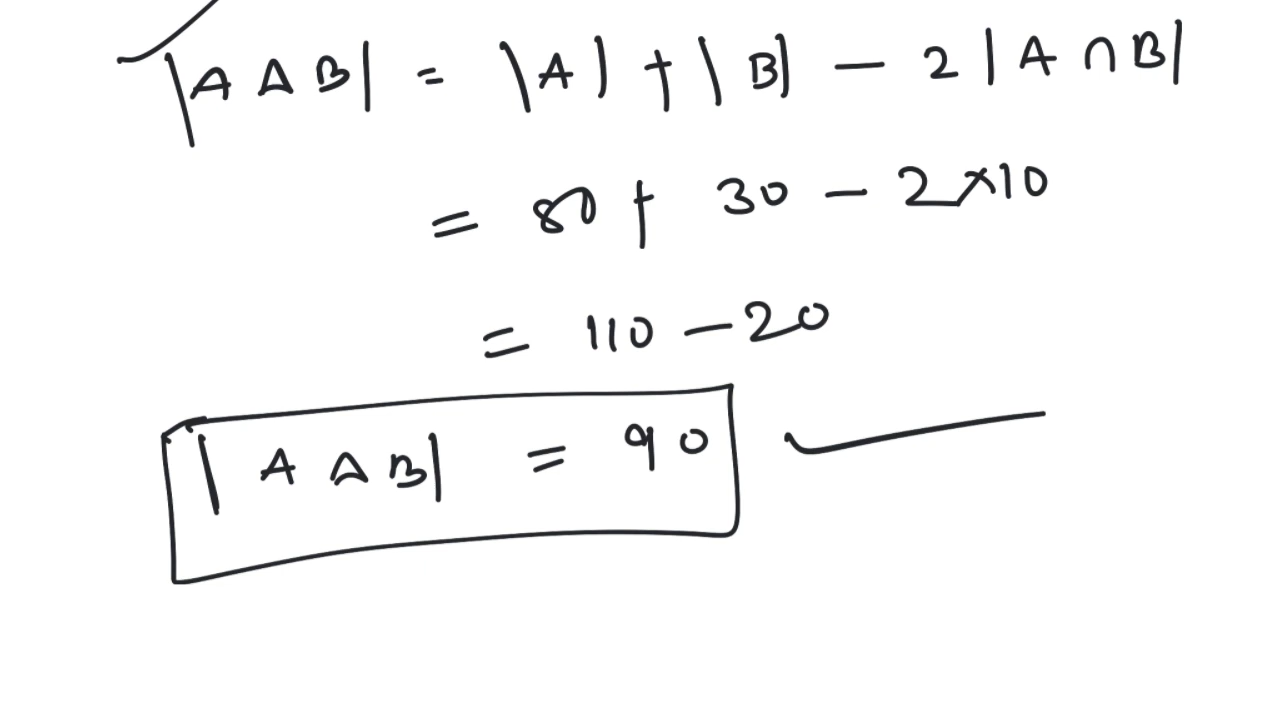 |A Δ B| = |A| + |B| - 2|A ∩ B|
= 80 + 30 - 2×10
= 110 - 20
|A Δ B| = 90